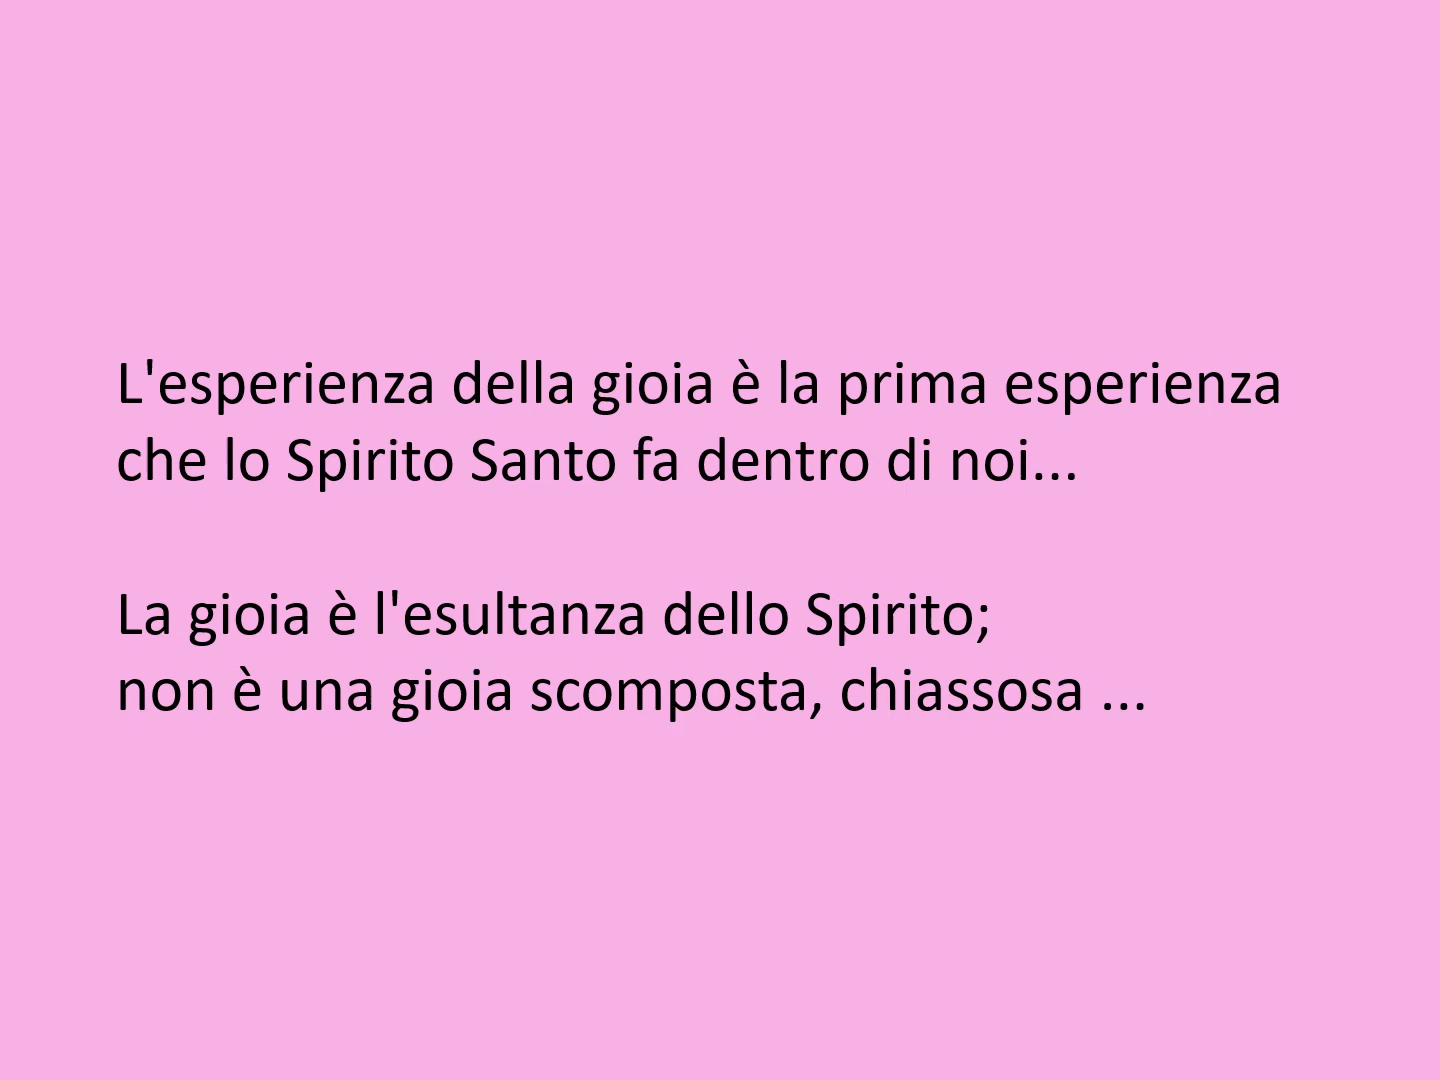 L'esperienza della gioia è la prima esperienza
che lo Spirito Santo fa dentro di noi...
La gioia è l'esultanza dello Spirito;
non è una gioia scomposta, chiassosa ...